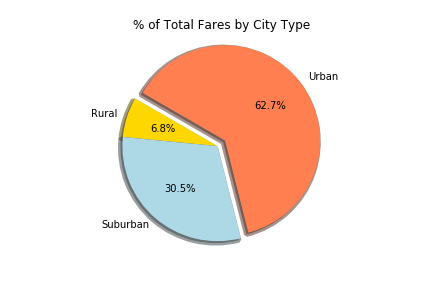 % of Total Fares by City Type
Urban
62.7%
Rural
6.8%
30.5%
Suburban